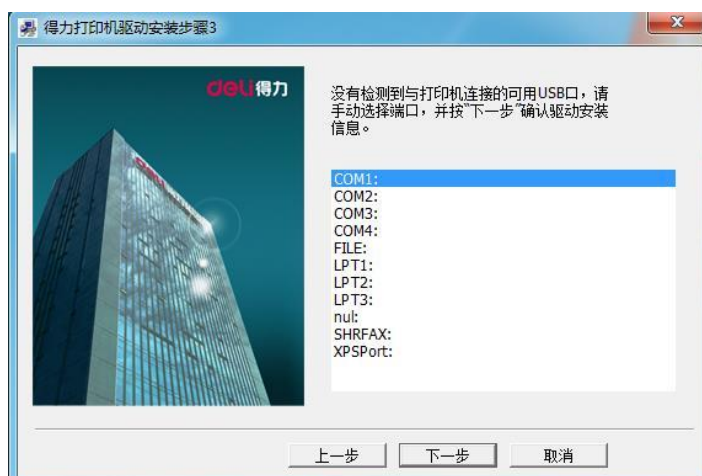 得力打印机驱动安装步骤3
deli得力
deli
没有检测到与打印机连接的可用USB口，请
手动选择端口，并按"下一步"确认驱动安装
信息。
COM1:
COM2:
COM3:
COM4:
FILE:
LPT1:
LPT2:
LPT3:
nul:
SHRFAX:
XPSPort:
上一步
下一步
取消